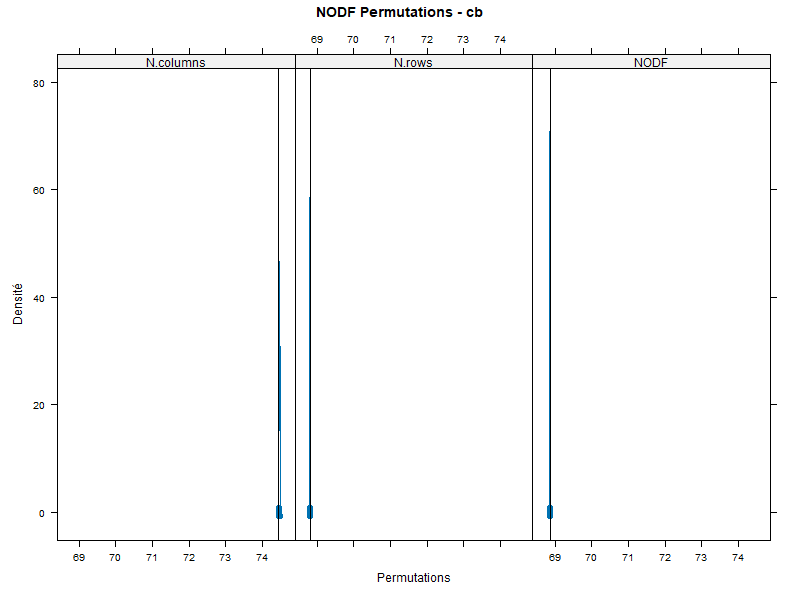 NODF Permutations - cb
69 70 71 72 73 74
N.columns N.rows NODF
80
60
40
20
0
Densité
69 70 71 72 73 74 69 70 71 72 73 74
Permutations